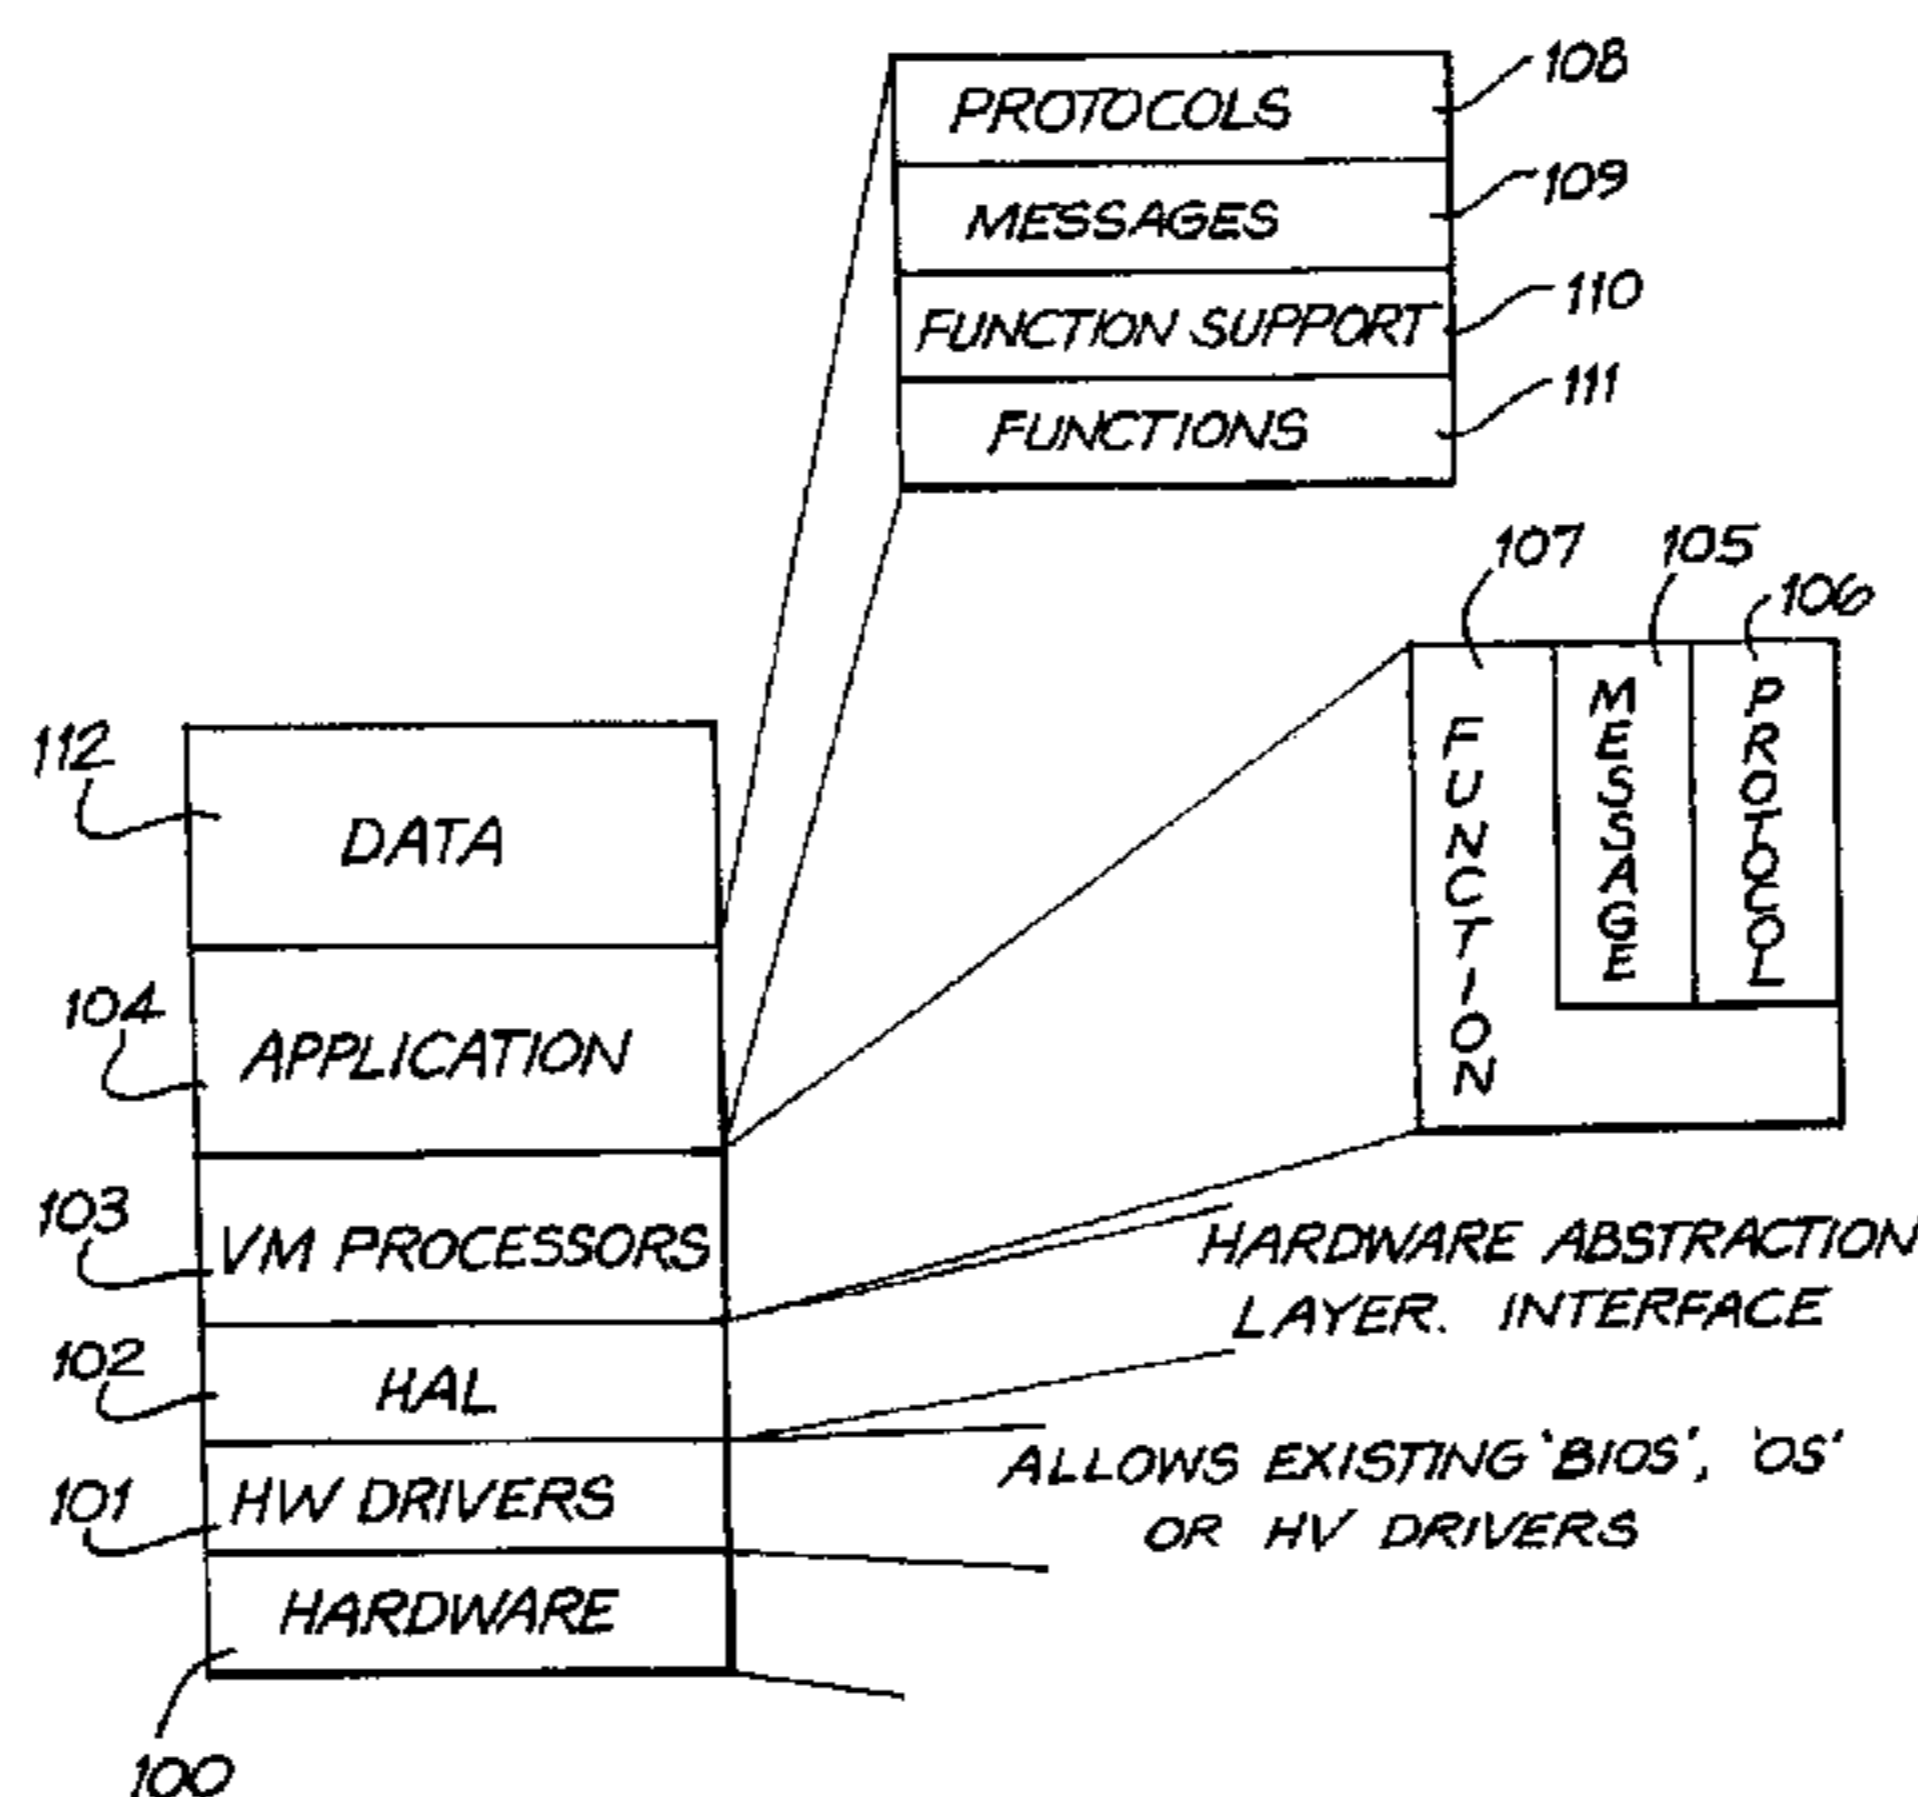 PROTOCOLS 108
MESSAGES 109
FUNCTION SUPPORT 110
FUNCTIONS 111
107 105 106
FUNCTION
MESSAGE
PROTOCOL
112
DATA
104
APPLICATION
103
VM PROCESSORS
HARDWARE ABSTRACTION
LAYER. INTERFACE
102
HAL
ALLOWS EXISTING 'BIOS', 'OS'
OR HV DRIVERS
101
HW DRIVERS
HARDWARE
100